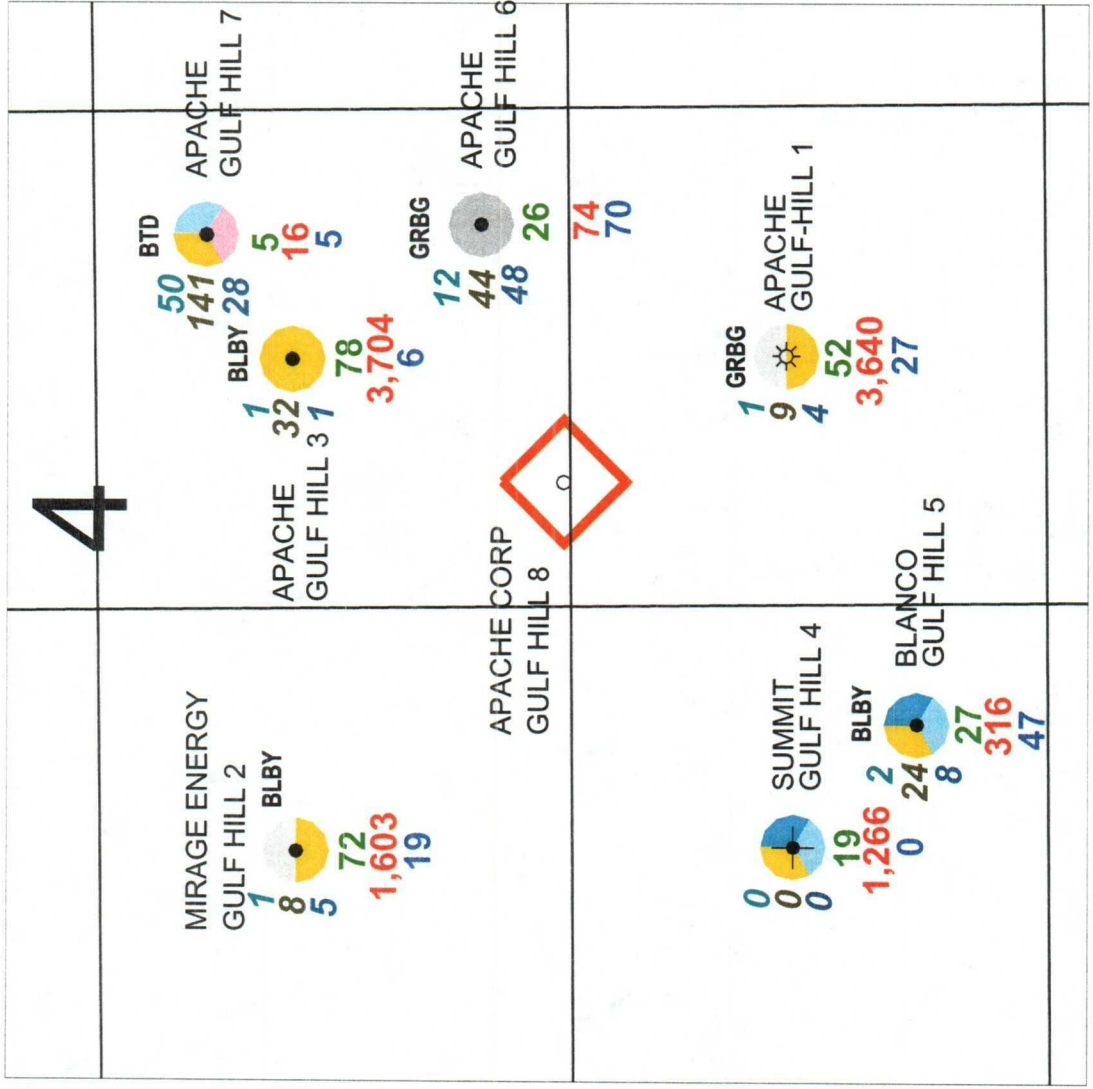 4
BTD
50
141
28
5
16
5
APACHE
GULF HILL 7
BLBY
1
32
1
78
3,704
6
APACHE
GULF HILL 3
GRBG
12
44
48
26
74
70
APACHE
GULF HILL 6
MIRAGE ENERGY
GULF HILL 2
BLBY
1
8
5
72
1,603
19
APACHE CORP
GULF HILL 8
GRBG
1
9
4
52
3,640
27
APACHE
GULF-HILL 1
SUMMIT
GULF HILL 4
0
0
0
19
1,266
0
BLBY
2
24
8
27
316
47
BLANCO
GULF HILL 5